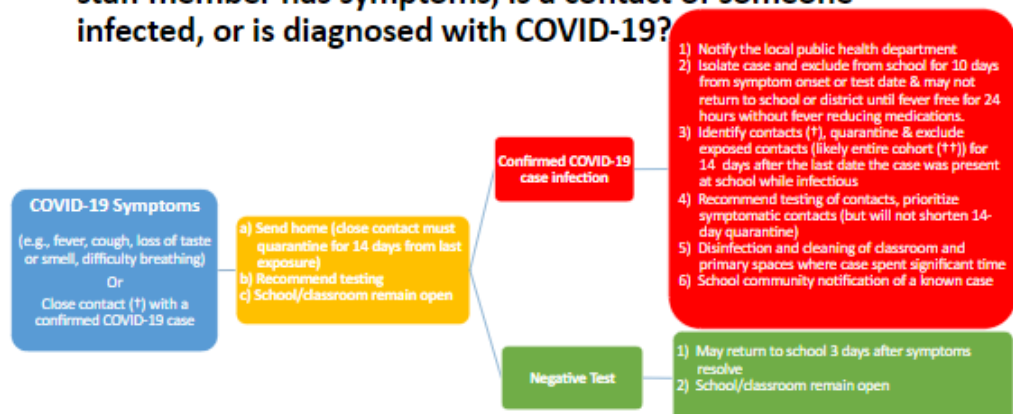 staff member has symptoms, is a contact of someone
infected, or is diagnosed with COVID-19?
COVID-19 Symptoms
(e.g., fever, cough, loss of taste
or smell, difficulty breathing)
Or
Close contact (†) with a
confirmed COVID-19 case
a) Send home (close contact must
quarantine for 14 days from last
exposure)
b) Recommend testing
c) School/classroom remain open
Confirmed COVID-19
case infection
1) Notify the local public health department
2) Isolate case and exclude from school for 10 days
from symptom onset or test date & may not
return to school or district until fever free for 24
hours without fever reducing medications.
3) Identify contacts (†), quarantine & exclude
exposed contacts (likely entire cohort (††)) for
14 days after the last date the case was present
at school while infectious
4) Recommend testing of contacts, prioritize
symptomatic contacts (but will not shorten 14-
day quarantine)
5) Disinfection and cleaning of classroom and
primary spaces where case spent significant time
6) School community notification of a known case
Negative Test
1) May return to school 3 days after symptoms
resolve
2) School/classroom remain open